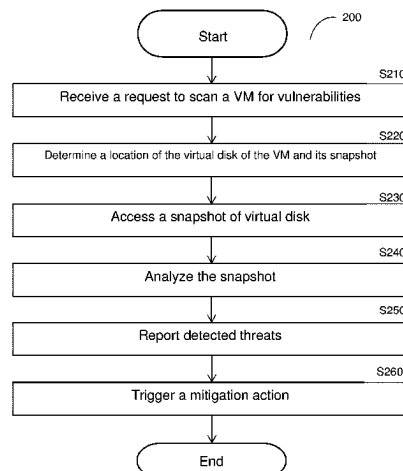 Start
200
S210
Receive a request to scan a VM for vulnerabilities
S220
Determine a location of the virtual disk of the VM and its snapshot
S230
Access a snapshot of virtual disk
S240
Analyze the snapshot
S250
Report detected threats
S260
Trigger a mitigation action
End